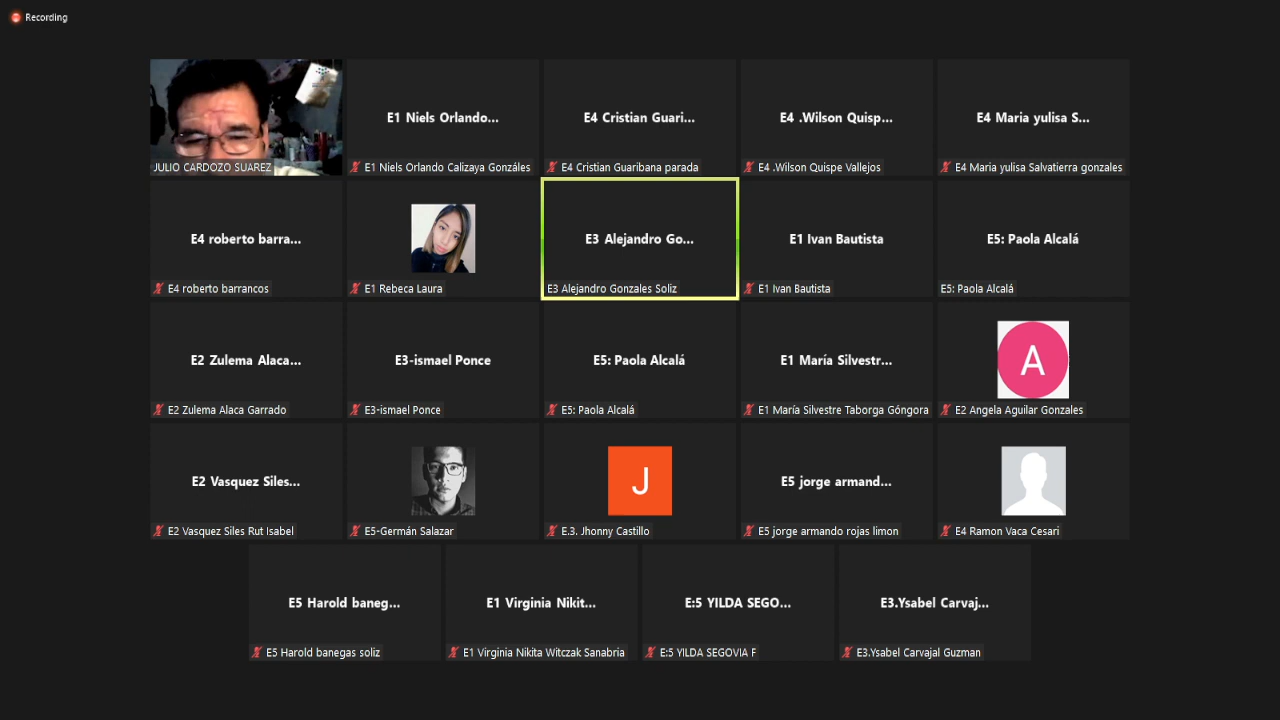 Recording
JULIO CARDOZO SUAREZ
E1 Niels Orlando...
E1 Niels Orlando Calizaya Gonzáles
E4 Cristian Guari...
E4 Cristian Guaribana parada
E4 .Wilson Quisp...
E4 .Wilson Quispe Vallejos
E4 Maria yulisa S...
E4 Maria yulisa Salvatierra gonzales
E4 roberto barra...
E4 roberto barrancos
E1 Rebeca Laura
E3 Alejandro Go...
E3 Alejandro Gonzales Soliz
E1 Ivan Bautista
E1 Ivan Bautista
E5: Paola Alcalá
E5: Paola Alcalá
E2 Zulema Alaca...
E2 Zulema Alaca Garrado
E3-ismael Ponce
E3-ismael Ponce
E5: Paola Alcalá
E5: Paola Alcalá
E1 María Silvestr...
E1 María Silvestre Taborga Góngora
A
E2 Angela Aguilar Gonzales
E2 Vasquez Siles...
E2 Vasquez Siles Rut Isabel
E5-Germán Salazar
J
E.3. Jhonny Castillo
E5 jorge armand...
E5 jorge armando rojas limon
E4 Ramon Vaca Cesari
E5 Harold baneg...
E5 Harold banegas soliz
E1 Virginia Nikit...
E1 Virginia Nikita Witczak Sanabria
E:5 YILDA SEGO...
E:5 YILDA SEGOVIA F
E3.Ysabel Carvaj...
E3.Ysabel Carvajal Guzman